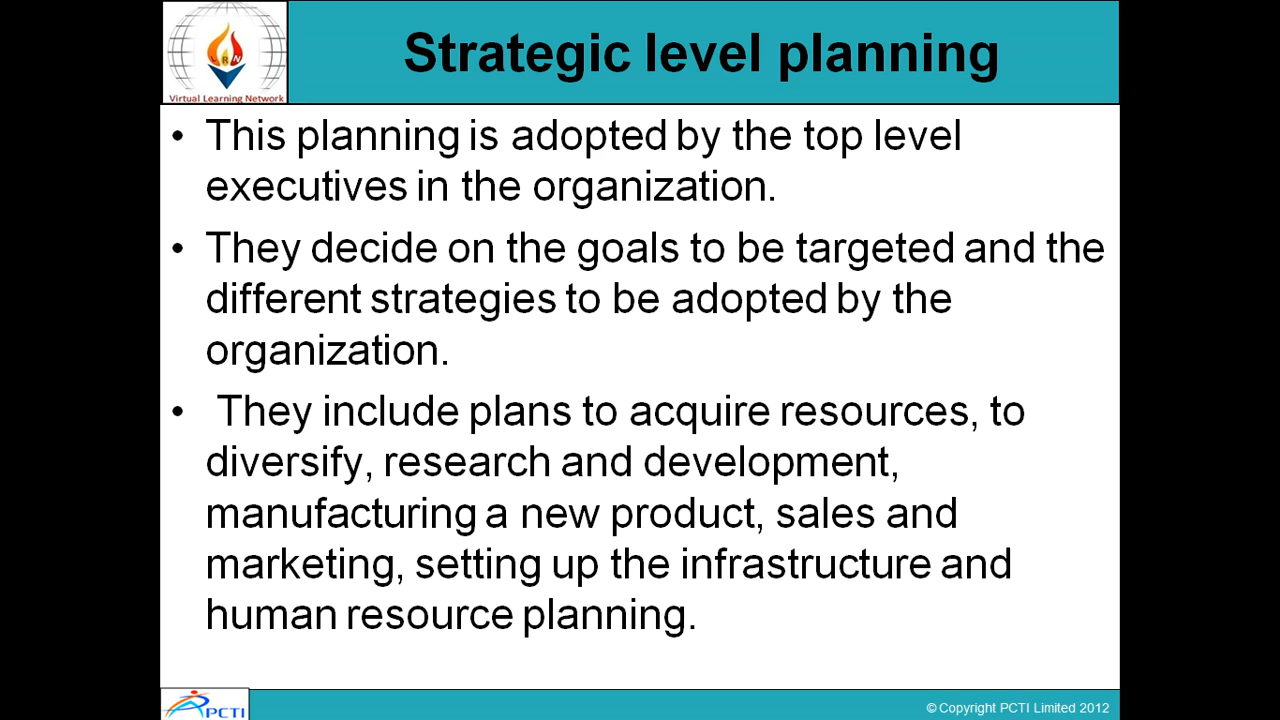 Strategic level planning
Virtual Learning Network
• This planning is adopted by the top level
executives in the organization.
• They decide on the goals to be targeted and the
different strategies to be adopted by the
organization.
• They include plans to acquire resources, to
diversify, research and development,
manufacturing a new product, sales and
marketing, setting up the infrastructure and
human resource planning.
PCTI
© Copyright PCTI Limited 2012